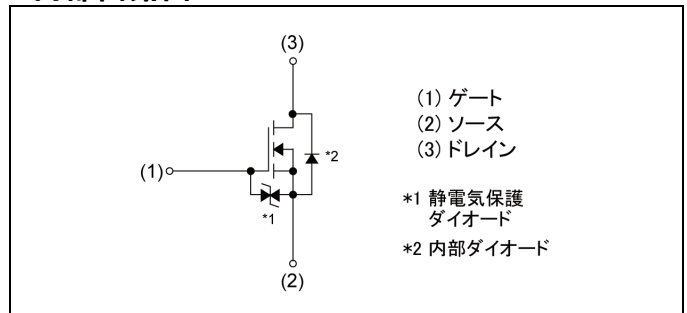 (3)
(1)
*2
*1
(2)
(1) ゲート
(2) ソース
(3) ドレイン
*1 静電気保護
ダイオード
*2 内部ダイオード